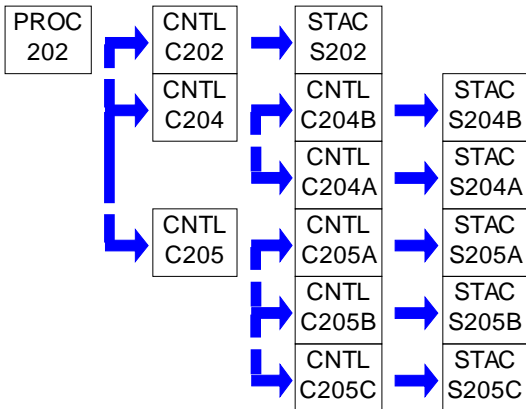 PROC
202
CNTL
C202
STAC
S202
CNTL
C204
CNTL
C204B
STAC
S204B
CNTL
C204A
STAC
S204A
CNTL
C205
CNTL
C205A
STAC
S205A
CNTL
C205B
STAC
S205B
CNTL
C205C
STAC
S205C